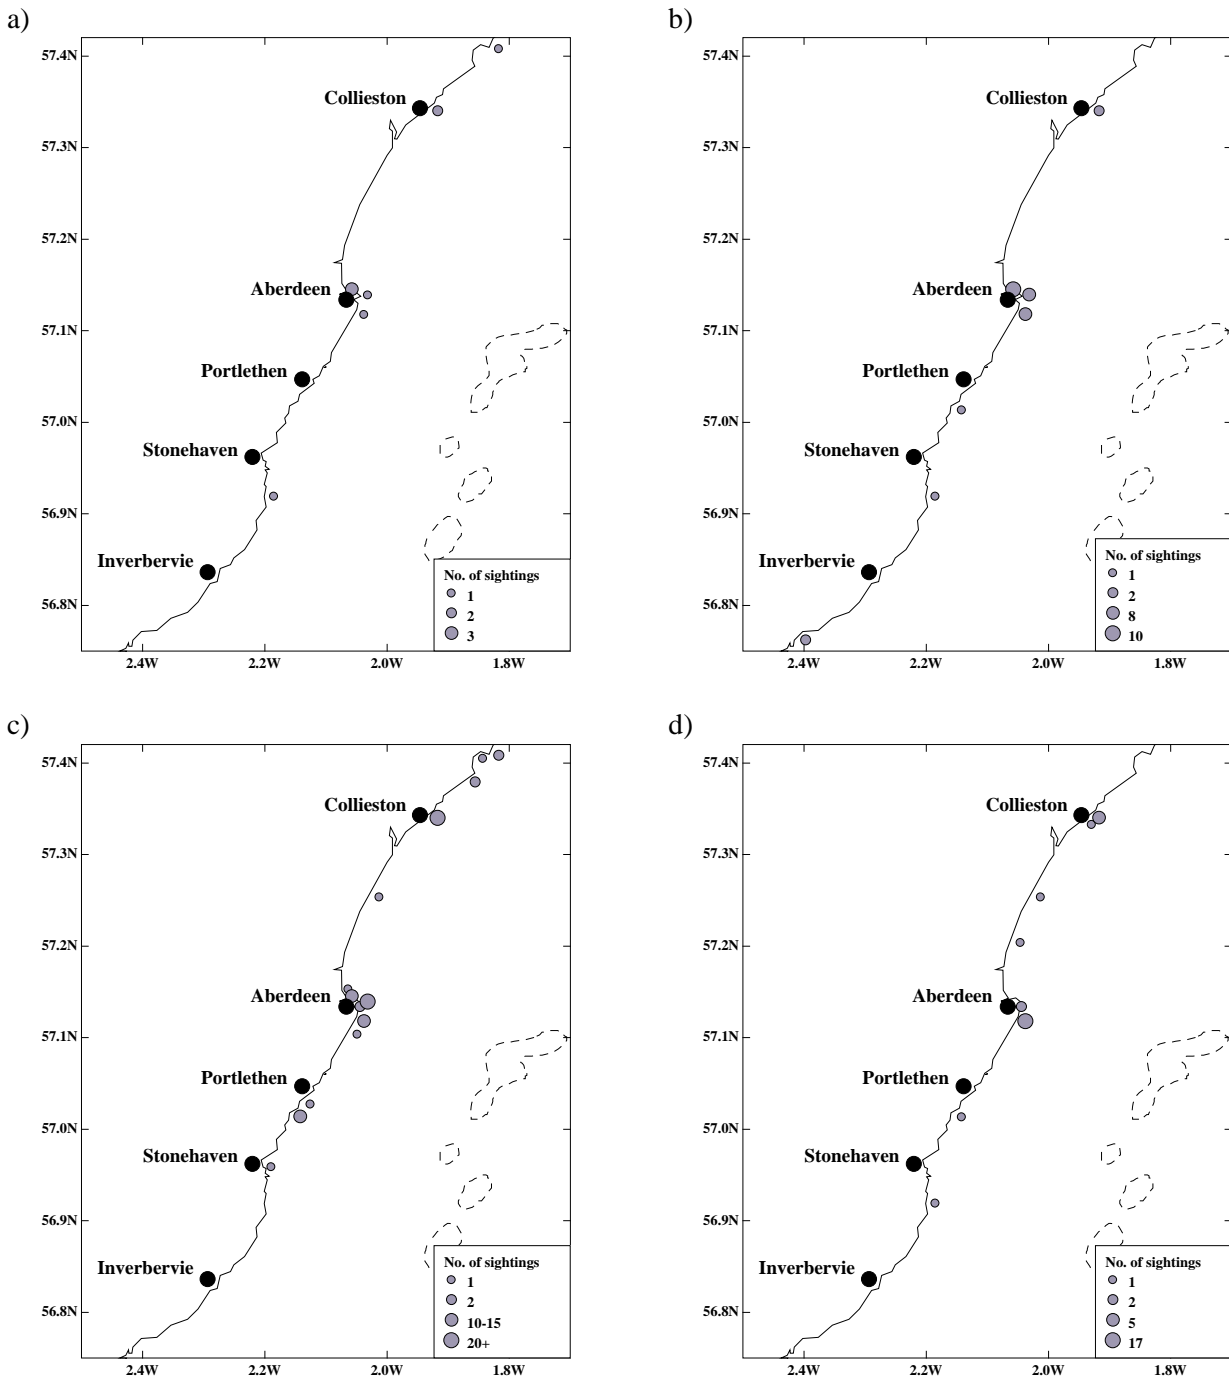 a)
57.4N
Collieston
57.3N
57.2N
Aberdeen
57.1N
Portlethen
57.0N
Stonehaven
56.9N
Inverbervie
56.8N
No. of sightings
1
2
3
2.4W 2.2W 2.0W 1.8W
b)
57.4N
Collieston
57.3N
57.2N
Aberdeen
57.1N
Portlethen
57.0N
Stonehaven
56.9N
Inverbervie
56.8N
No. of sightings
1
2
8
10
2.4W 2.2W 2.0W 1.8W
c)
57.4N
Collieston
57.3N
57.2N
Aberdeen
57.1N
Portlethen
57.0N
Stonehaven
56.9N
Inverbervie
56.8N
No. of sightings
1
2
10-15
20+
2.4W 2.2W 2.0W 1.8W
d)
57.4N
Collieston
57.3N
57.2N
Aberdeen
57.1N
Portlethen
57.0N
Stonehaven
56.9N
Inverbervie
56.8N
No. of sightings
1
2
5
17
2.4W 2.2W 2.0W 1.8W